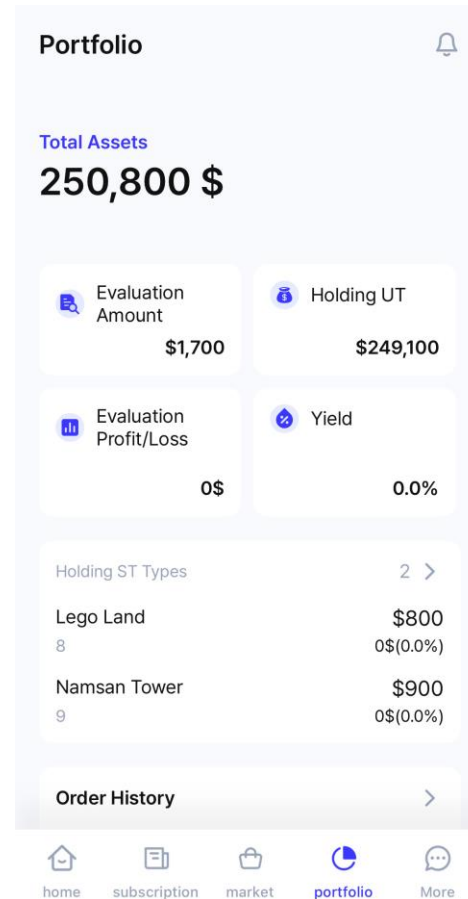 Portfolio
Total Assets
250,800 $
Evaluation
Amount
$1,700
Holding UT
$249,100
Evaluation
Profit/Loss
0$
Yield
0.0%
Holding ST Types 2
Lego Land $800
8 0$(0.0%)
Namsan Tower $900
9 0$(0.0%)
Order History
home subscription market portfolio More